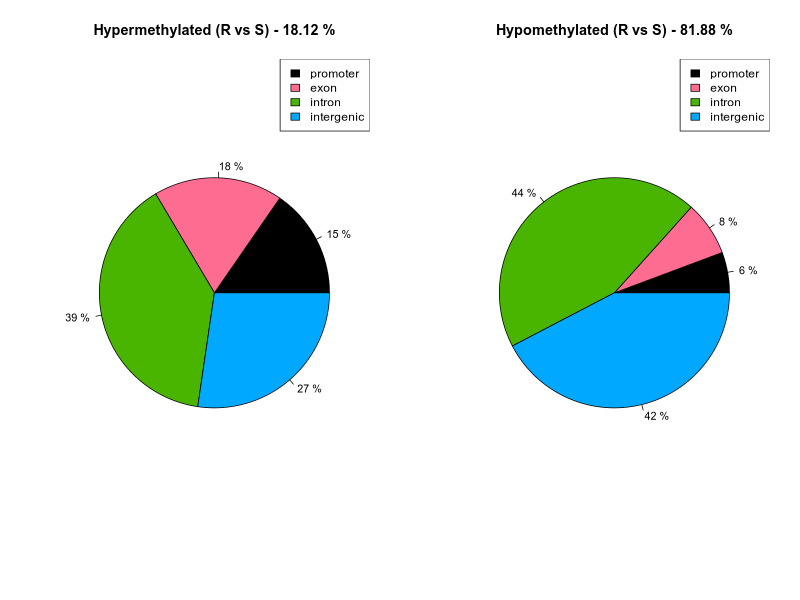 Hypermethylated (R vs S) - 18.12 %
promoter
exon
intron
intergenic
18 %
15 %
39 %
27 %
Hypomethylated (R vs S) - 81.88 %
promoter
exon
intron
intergenic
44 %
8 %
6 %
42 %